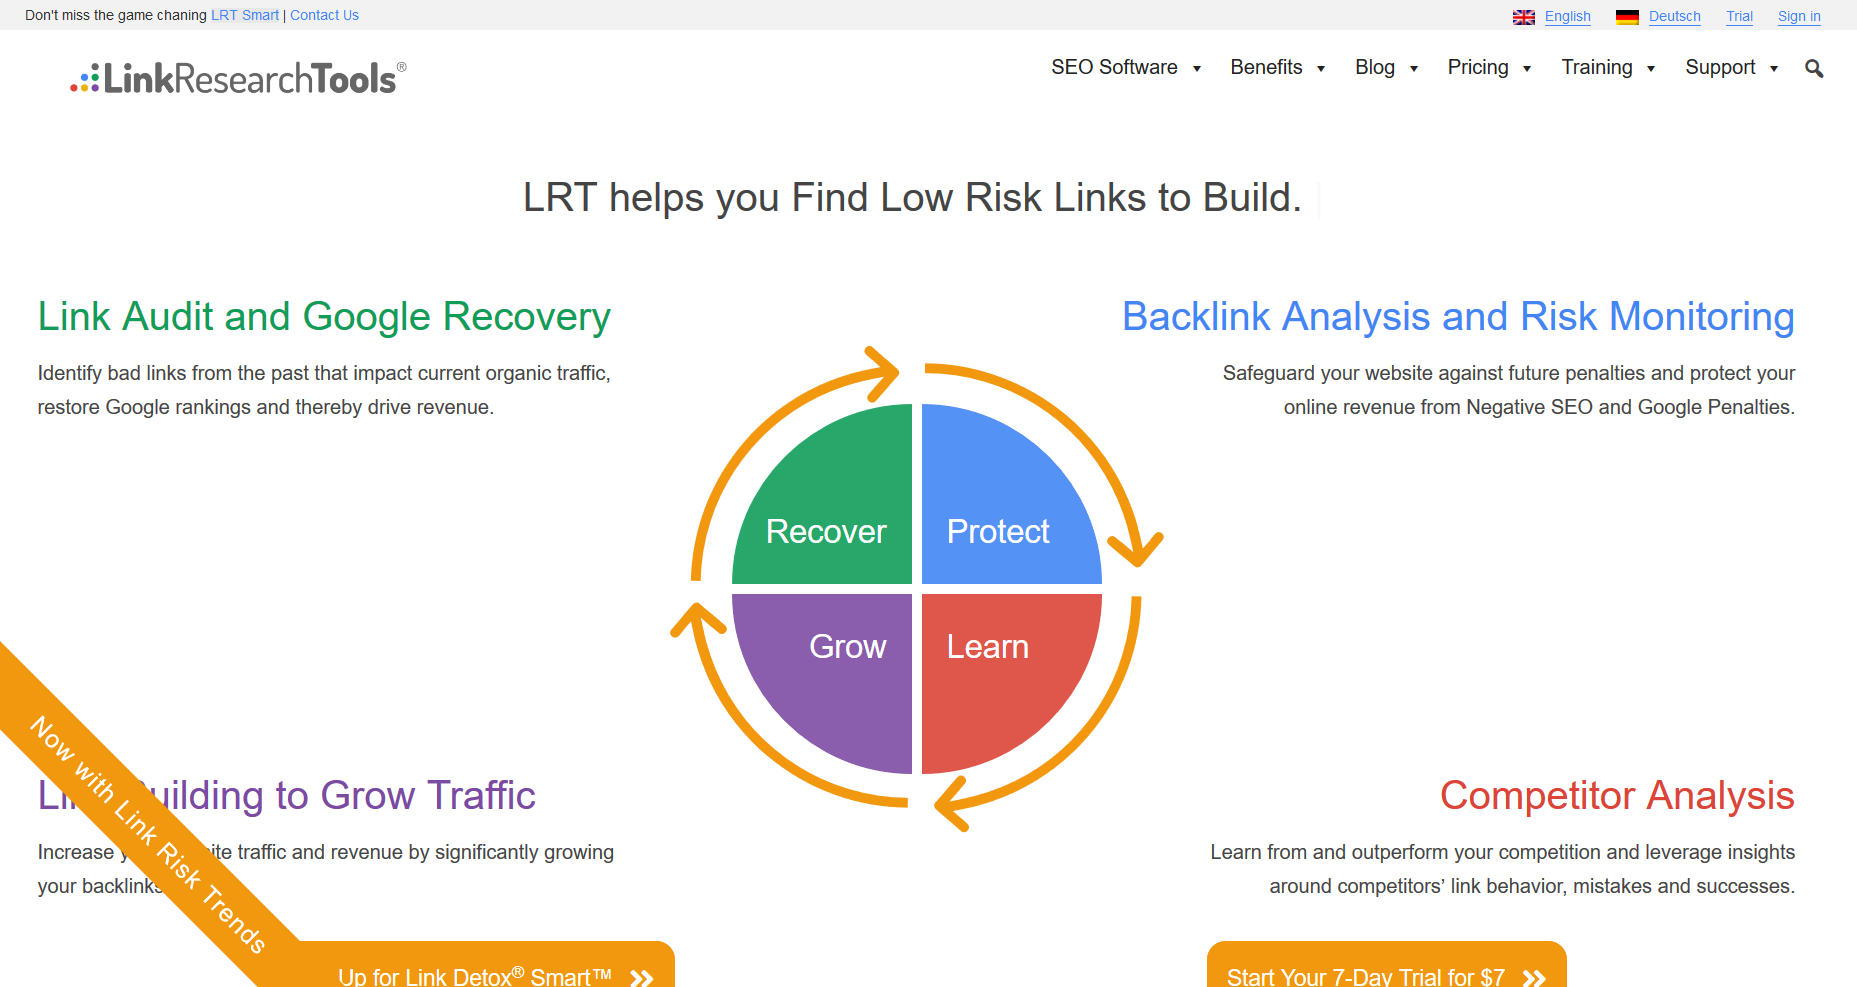 Don't miss the game chaning LRT Smart | Contact Us
English Deutsch Trial Sign in
LinkResearchTools®
SEO Software Benefits Blog Pricing Training Support
LRT helps you Find Low Risk Links to Build.
Link Audit and Google Recovery
Identify bad links from the past that impact current organic traffic,
restore Google rankings and thereby drive revenue.
Backlink Analysis and Risk Monitoring
Safeguard your website against future penalties and protect your
online revenue from Negative SEO and Google Penalties.
Recover
Protect
Grow
Learn
uilding to Grow Traffic
Increase ite traffic and revenue by significantly growing
your backlinks
Competitor Analysis
Learn from and outperform your competition and leverage insights
around competitors’ link behavior, mistakes and successes.
Now with Link Risk Trends
Up for Link Detox® Smart™
Start Your 7-Day Trial for $7